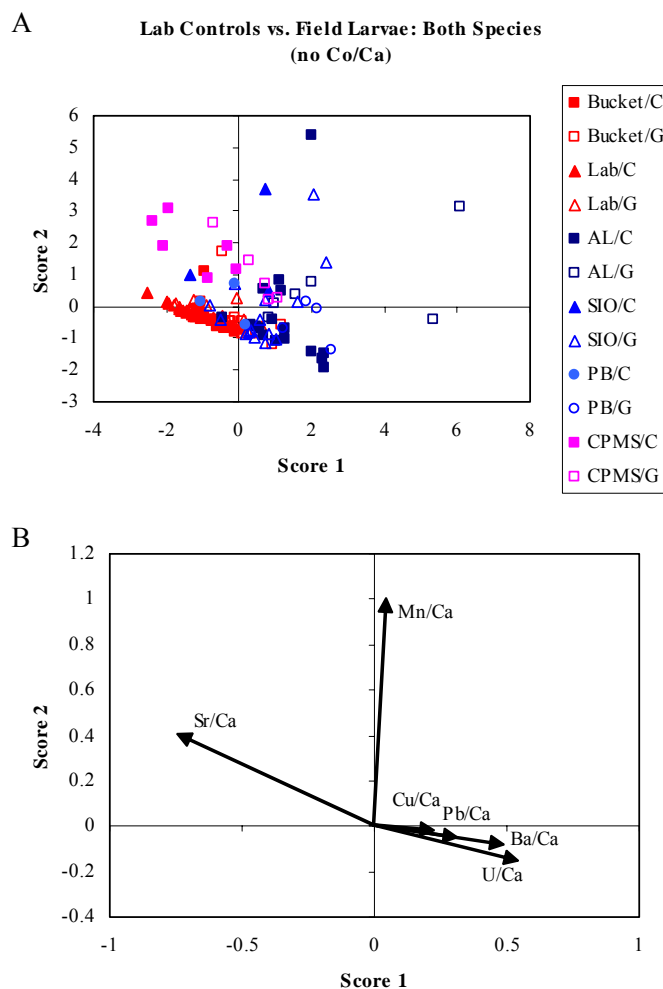 A
Lab Controls vs. Field Larvae: Both Species
(no Co/Ca)
6
5
4
3
2
1
0
-1
-2
-3
-4 -2 0 2 4 6 8
Score 2
Score 1
Bucket/C
Bucket/G
Lab/C
Lab/G
AL/C
AL/G
SIO/C
SIO/G
PB/C
PB/G
CPMS/C
CPMS/G
B
1.2
1
0.8
0.6
0.4
0.2
0
-0.2
-0.4
-1 -0.5 0 0.5 1
Score 2
Score 1
Mn/Ca
Sr/Ca
Cu/Ca
Pb/Ca
Ba/Ca
U/Ca